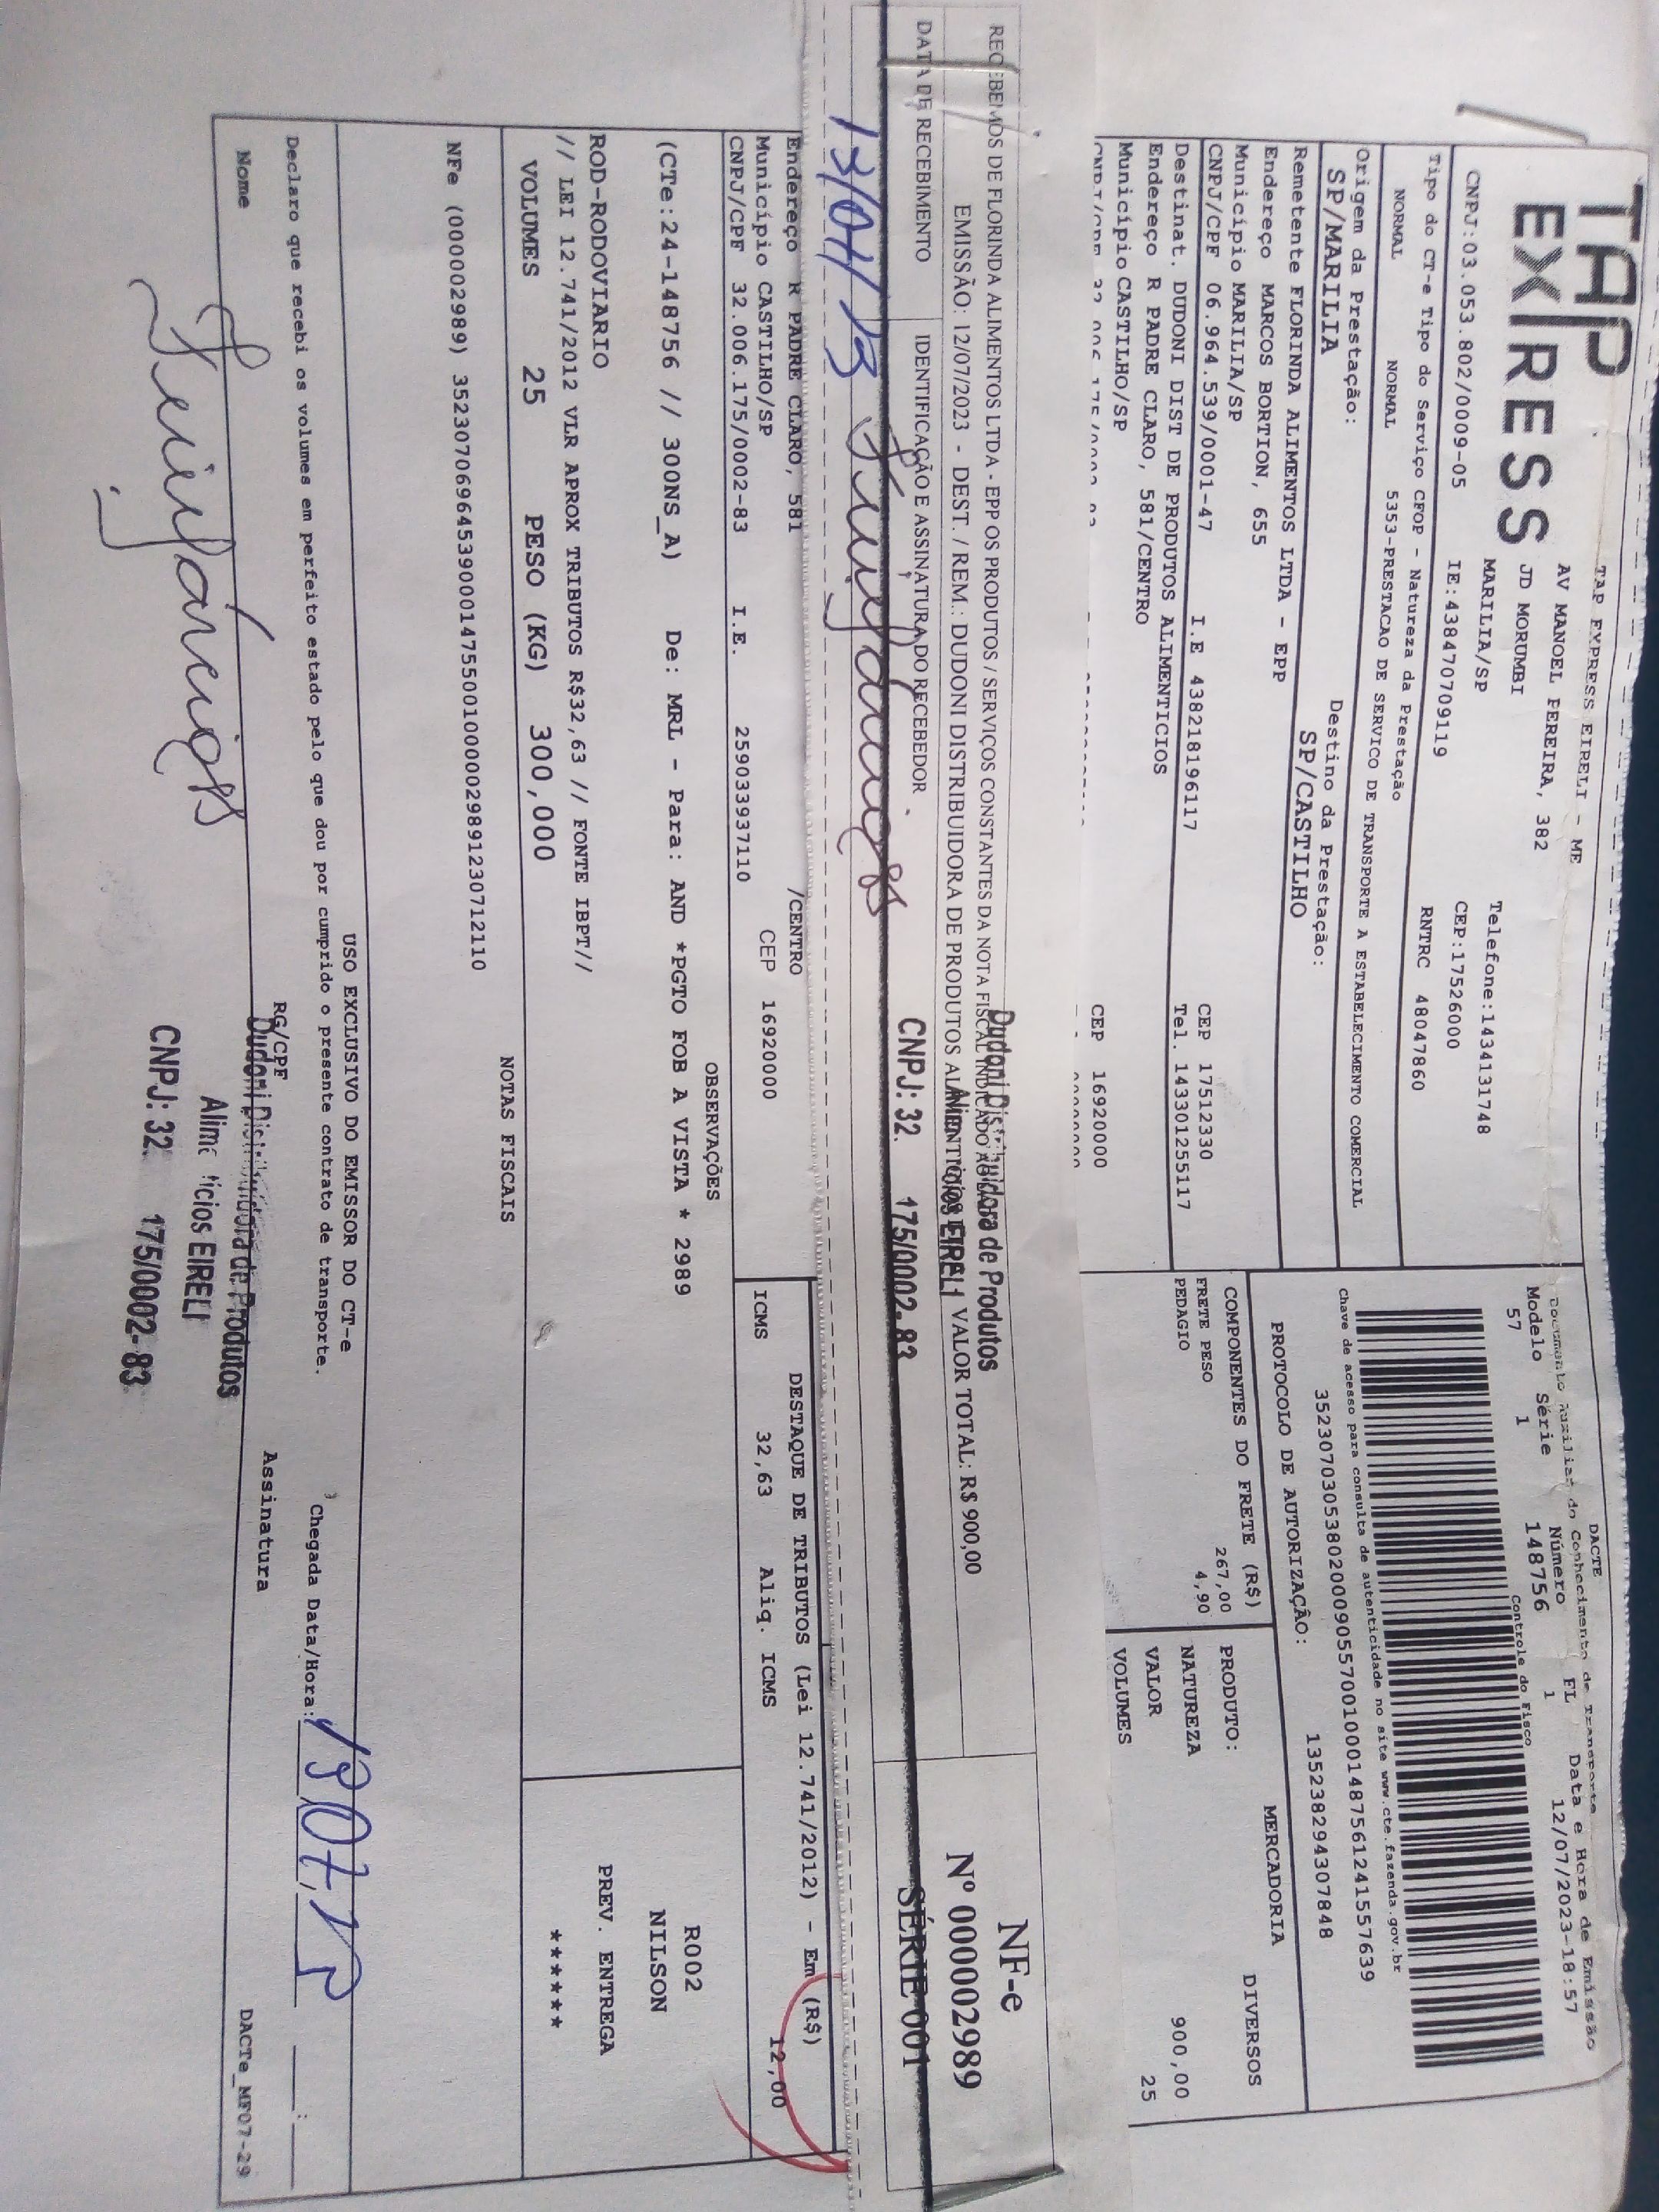 TAP
EXPRESS
TAP EXPRESS EIRELI - ME
AV MANOEL PEREIRA, 382
JD MORUMBI
MARILIA/SP
Telefone:1434131748
CNPJ:03.053.802/0009-05 IE:438470709119 CEP:17526000
RNTRC 48047860
Tipo do CT-e Tipo do Serviço CFOP - Natureza da Prestação
NORMAL NORMAL 5353-PRESTACAO DE SERVICO DE TRANSPORTE A ESTABELECIMENTO COMERCIAL
Origem da Prestação: Destino da Prestação:
SP/MARILIA SP/CASTILHO
Remetente FLORINDA ALIMENTOS LTDA - EPP
Endereço MARCOS BORTION, 655
Município MARILIA/SP CEP 17512330
CNPJ/CPF 06.964.539/0001-47 I.E 438218196117 Tel. 1433012551​17
Destinat. DUDONI DIST DE PRODUTOS ALIMENTICIOS
Endereço R PADRE CLARO, 581/CENTRO
Município CASTILHO/SP CEP 16920000
DACTE
Documento Auxiliar do Conhecimento de Transporte
Modelo Série Número FL Data e Hora de Emissão
57 1 148756 1 12/07/2023-18:57
Controle do Fisco
Chave de acesso para consulta de autenticidade no site www.cte.fazenda.gov.br
35230703053802000905570010001487561241557639
PROTOCOLO DE AUTORIZAÇÃO: 135238294307848
COMPONENTES DO FRETE (R$)
FRETE PESO 267,00
PEDAGIO 4,90
MERCADORIA
PRODUTO: DIVERSOS
NATUREZA
VALOR 900,00
VOLUMES 25
RECEBEMOS DE FLORINDA ALIMENTOS LTDA - EPP OS PRODUTOS / SERVIÇOS CONSTANTES DA NOTA FISCAL INDICADO AO LADO
EMISSÃO: 12/07/2023 - DEST. / REM.: DUDONI DISTRIBUIDORA DE PRODUTOS ALIMENTICIOS EIRELI VALOR TOTAL: R$ 900,00
DATA DE RECEBIMENTO IDENTIFICAÇÃO E ASSINATURA DO RECEBEDOR
NF-e
Nº 000002989
SÉRIE 001
Dudoni Distribuidora de Produtos
Alimentícios EIRELI
CNPJ: 32. 175/0002-83
13/07/23
Endereço R PADRE CLARO, 581 /CENTRO
Município CASTILHO/SP CEP 16920000
CNPJ/CPF 32.006.175/0002-83 I.E. 259033937110
DESTAQUE DE TRIBUTOS (Lei 12.741/2012) - Em (R$)
ICMS 32,63 Aliq. ICMS 12,00
OBSERVAÇÕES
(CTe:24-148756 // 300NS_A) De: MRL - Para: AND *PGTO FOB A VISTA * 2989
ROD-RODOVIARIO
// LEI 12.741/2012 VLR APROX TRIBUTOS R$32,63 // FONTE IBPT//
VOLUMES 25 PESO (KG) 300,000
R002
NILSON
PREV. ENTREGA
******
NOTAS FISCAIS
NFe (000002989) 35230706964539000147550010000029891230712110
USO EXCLUSIVO DO EMISSOR DO CT-e
Declaro que recebi os volumes em perfeito estado pelo que dou por cumprido o presente contrato de transporte.
Chegada Data/Hora: 13 07 23 __:__
Nome RG/CPF Assinatura
Dudoni Distribuidora de Produtos
Alimentícios EIRELI
CNPJ: 32. 175/0002-83
DACTe_MF07-29